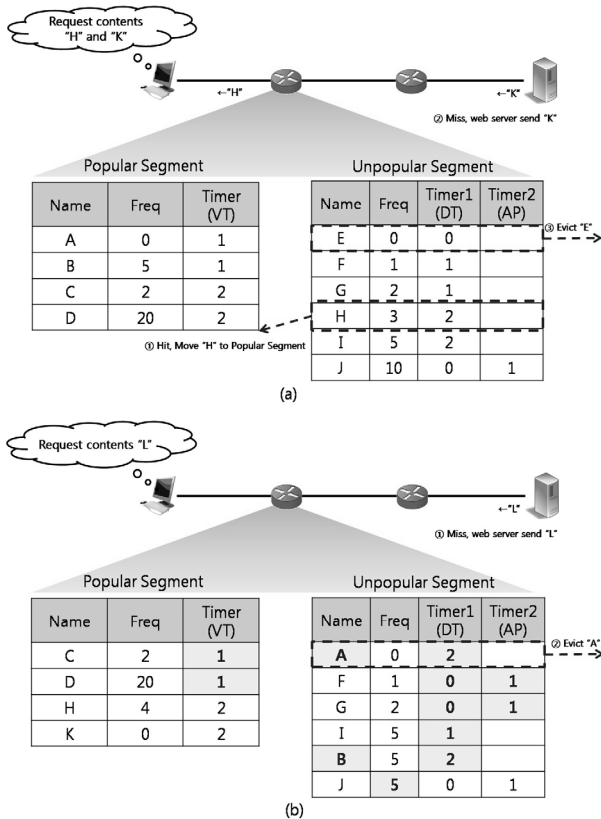 Request contents
"H" and "K"
←"H"
←"K"
② Miss, web server send "K"
Popular Segment
Name Freq Timer (VT)
A 0 1
B 5 1
C 2 2
D 20 2
Unpopular Segment
Name Freq Timer1 (DT) Timer2 (AP)
E 0 0
F 1 1
G 2 1
H 3 2
I 5 2
J 10 0 1
③ Evict "E"
① Hit, Move "H" to Popular Segment
(a)
Request contents "L"
←"L"
① Miss, web server send "L"
Popular Segment
Name Freq Timer (VT)
C 2 1
D 20 1
H 4 2
K 0 2
Unpopular Segment
Name Freq Timer1 (DT) Timer2 (AP)
A 0 2
F 1 0 1
G 2 0 1
I 5 1
B 5 2
J 5 0 1
② Evict "A"
(b)